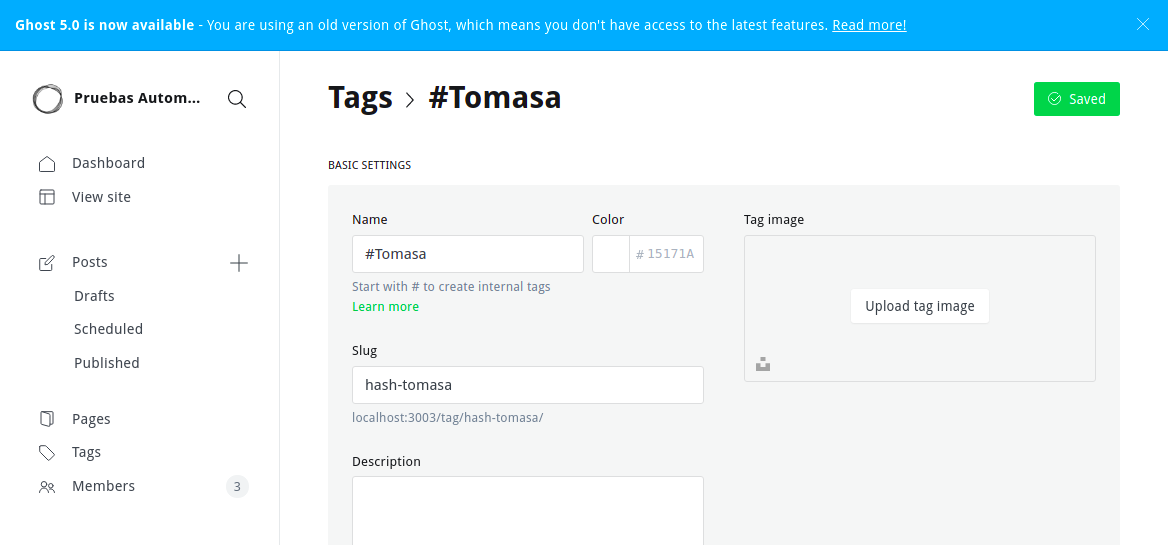 Ghost 5.0 is now available - You are using an old version of Ghost, which means you don't have access to the latest features. Read more!
Pruebas Autom...
Dashboard
View site
Posts
Drafts
Scheduled
Published
Pages
Tags
Members 3
Tags > #Tomasa
Saved
BASIC SETTINGS
Name
#Tomasa
Start with # to create internal tags
Learn more
Color
# 15171A
Slug
hash-tomasa
localhost:3003/tag/hash-tomasa/
Description
Tag image
Upload tag image